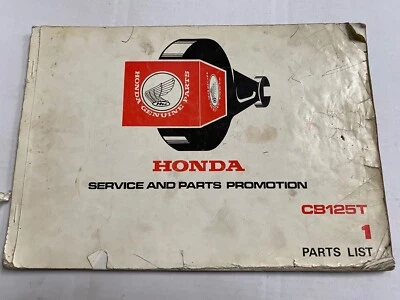 HONDA GENUINE PARTS
HONDA
SERVICE AND PARTS PROMOTION
CB125T
1
PARTS LIST